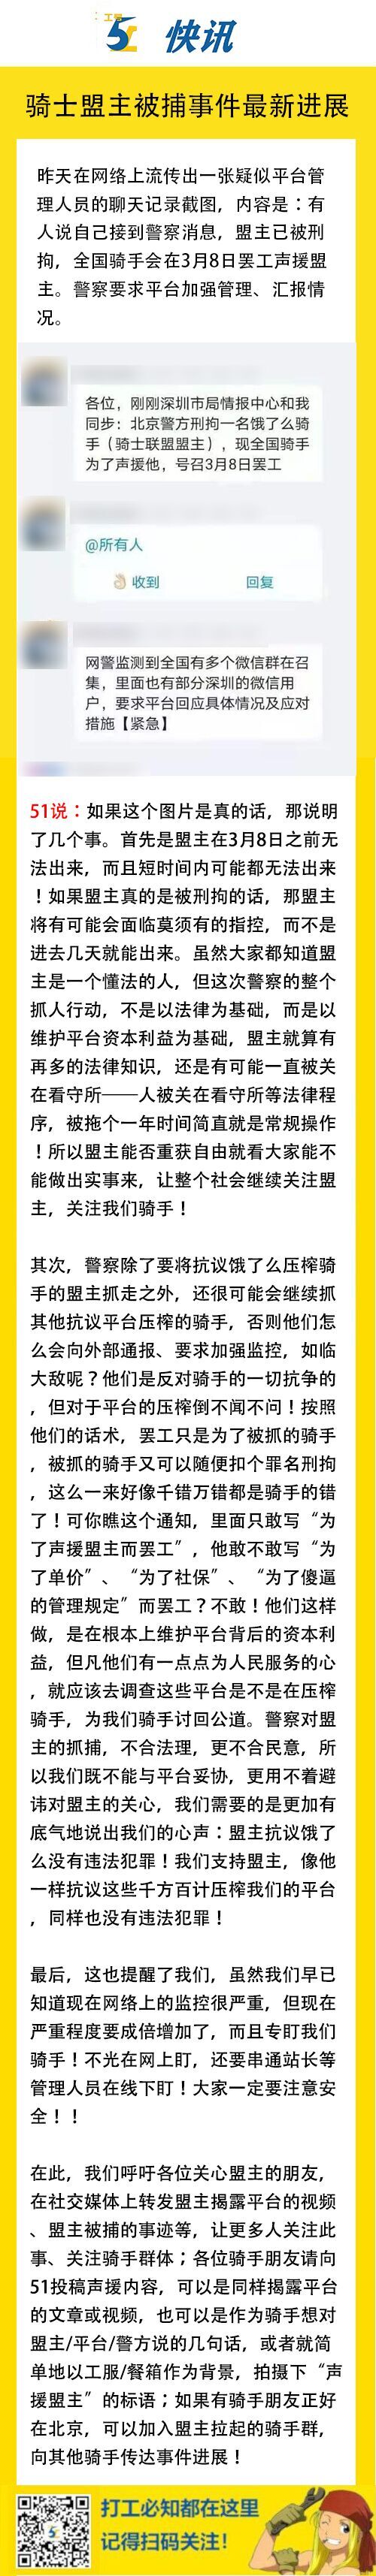 工号
51
快讯
骑士盟主被捕事件最新进展
昨天在网络上流传出一张疑似平台管
理人员的聊天记录截图，内容是：有
人说自己接到警察消息，盟主已被刑
拘，全国骑手会在3月8日罢工声援盟
主。警察要求平台加强管理、汇报情
况。
各位，刚刚深圳市局情报中心和我
同步：北京警方刑拘一名饿了么骑
手（骑士联盟盟主），现全国骑手
为了声援他，号召3月8日罢工
@所有人
👌收到
回复
网警监测到全国有多个微信群在召
集，里面也有部分深圳的微信用
户，要求平台回应具体情况及应对
措施【紧急】
51说：如果这个图片是真的话，那说明
了几个事。首先是盟主在3月8日之前无
法出来，而且短时间内可能都无法出来
！如果盟主真的是被刑拘的话，那盟主
将有可能会面临莫须有的指控，而不是
进去几天就能出来。虽然大家都知道盟
主是一个懂法的人，但这次警察的整个
抓人行动，不是以法律为基础，而是以
维护平台资本利益为基础，盟主就算有
再多的法律知识，还是有可能一直被关
在看守所——人被关在看守所等法律程
序，被拖个一年时间简直就是常规操作
！所以盟主能否重获自由就看大家能不
能做出实事来，让整个社会继续关注盟
主，关注我们骑手！
其次，警察除了要将抗议饿了么压榨骑
手的盟主抓走之外，还很可能会继续抓
其他抗议平台压榨的骑手，否则他们怎
么会向外部通报、要求加强监控，如临
大敌呢？他们是反对骑手的一切抗争的
，但对于平台的压榨倒不闻不问！按照
他们的话术，罢工只是为了被抓的骑手
，被抓的骑手又可以随便扣个罪名刑拘
，这么一来好像千错万错都是骑手的错
了！可你瞧这个通知，里面只敢写“为
了声援盟主而罢工”，他敢不敢写“为
了单价”、“为了社保”、“为了傻逼
的管理规定”而罢工？不敢！他们这样
做，是在根本上维护平台背后的资本利
益，但凡他们有一点点为人民服务的心
，就应该去调查这些平台是不是在压榨
骑手，为我们骑手讨回公道。警察对盟
主的抓捕，不合法理，更不合民意，所
以我们既不能与平台妥协，更用不着避
讳对盟主的关心，我们需要的是更加有
底气地说出我们的心声：盟主抗议饿了
么没有违法犯罪！我们支持盟主，像他
一样抗议这些千方百计压榨我们的平台
，同样也没有违法犯罪！
最后，这也提醒了我们，虽然我们早已
知道现在网络上的监控很严重，但现在
严重程度要成倍增加了，而且专盯我们
骑手！不光在网上盯，还要串通站长等
管理人员在线下盯！大家一定要注意安
全！！
在此，我们呼吁各位关心盟主的朋友，
在社交媒体上转发盟主揭露平台的视频
、盟主被捕的事迹等，让更多人关注此
事、关注骑手群体；各位骑手朋友请向
51投稿声援内容，可以是同样揭露平台
的文章或视频，也可以是作为骑手想对
盟主/平台/警方说的几句话，或者就简
单地以工服/餐箱作为背景，拍摄下“声
援盟主”的标语；如果有骑手朋友正好
在北京，可以加入盟主拉起的骑手群，
向其他骑手传达事件进展！
打工必知都在这里
记得扫码关注！